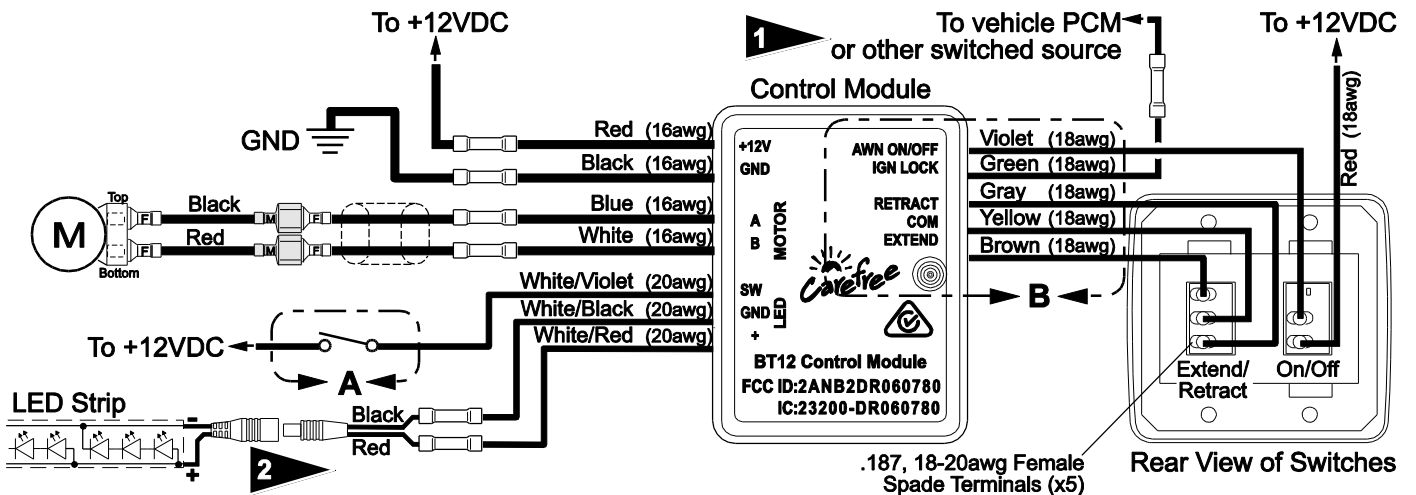 To +12VDC
1
To vehicle PCM
or other switched source
To +12VDC
Control Module
GND
Red (16awg)
Black (16awg)
Blue (16awg)
White (16awg)
White/Violet (20awg)
White/Black (20awg)
White/Red (20awg)
+12V
GND
A
B
MOTOR
SW
GND
+
LED
AWN ON/OFF
IGN LOCK
RETRACT
COM
EXTEND
Carefree
BT12 Control Module
FCC ID:2ANB2DR060780
IC:23200-DR060780
Violet (18awg)
Green (18awg)
Gray (18awg)
Yellow (18awg)
Brown (18awg)
B
Red (18awg)
M
Top
Bottom
F
F
Black
Red
M
M
F
F
To +12VDC
A
LED Strip
-
+
Black
Red
2
Extend/
Retract
On/Off
.187, 18-20awg Female
Spade Terminals (x5)
Rear View of Switches